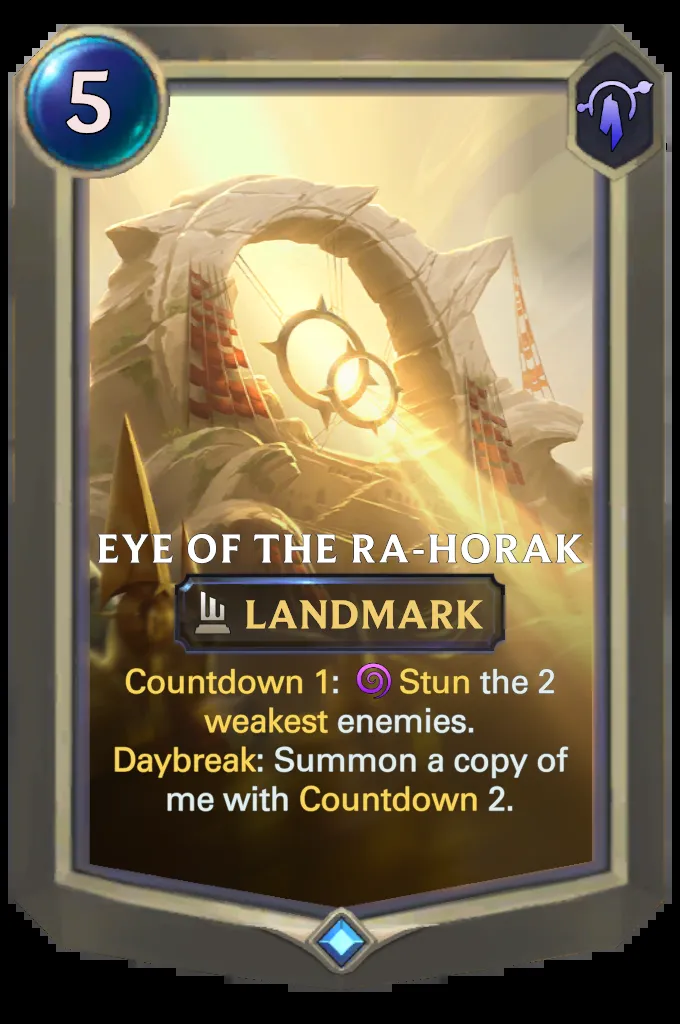 5
EYE OF THE RA-HORAK
LANDMARK
Countdown 1: Stun the 2
weakest enemies.
Daybreak: Summon a copy of
me with Countdown 2.